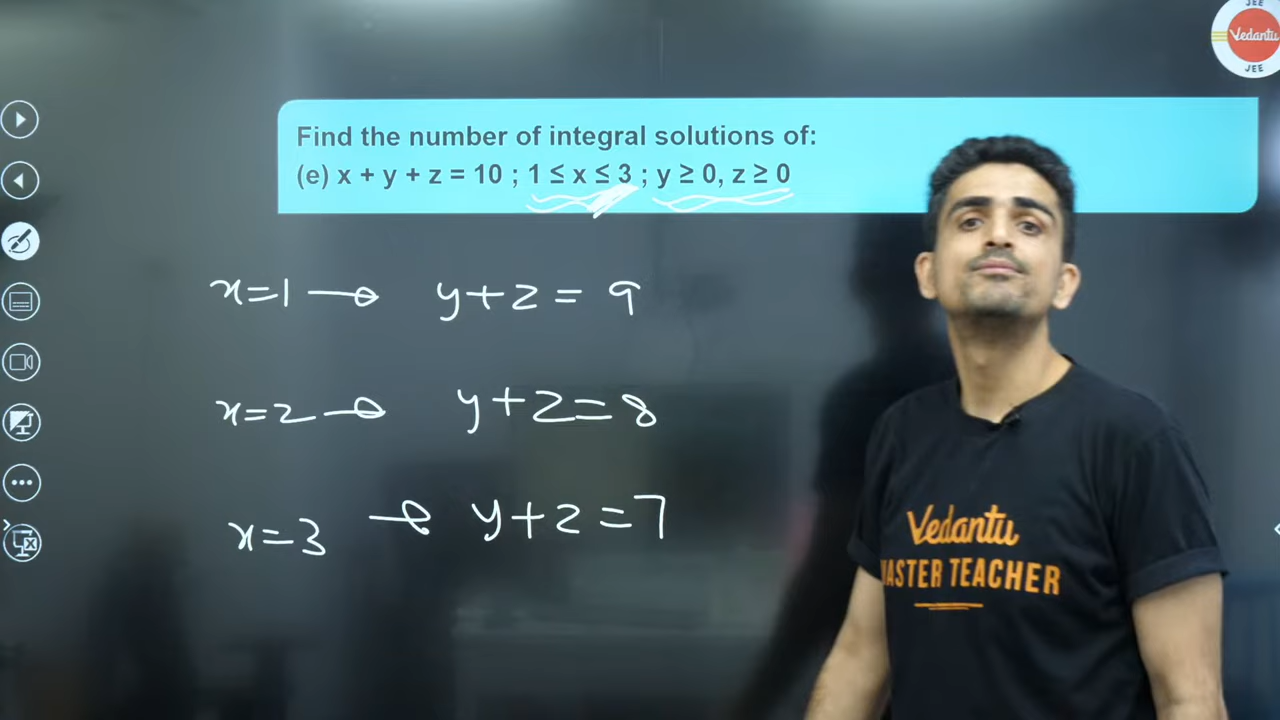 JEE
Vedantu
JEE
Find the number of integral solutions of:
(e) x + y + z = 10 ; 1 ≤ x ≤ 3 ; y ≥ 0, z ≥ 0
x=1 → y+z = 9
x=2 → y+z=8
x=3 → y+z=7
Vedantu
MASTER TEACHER